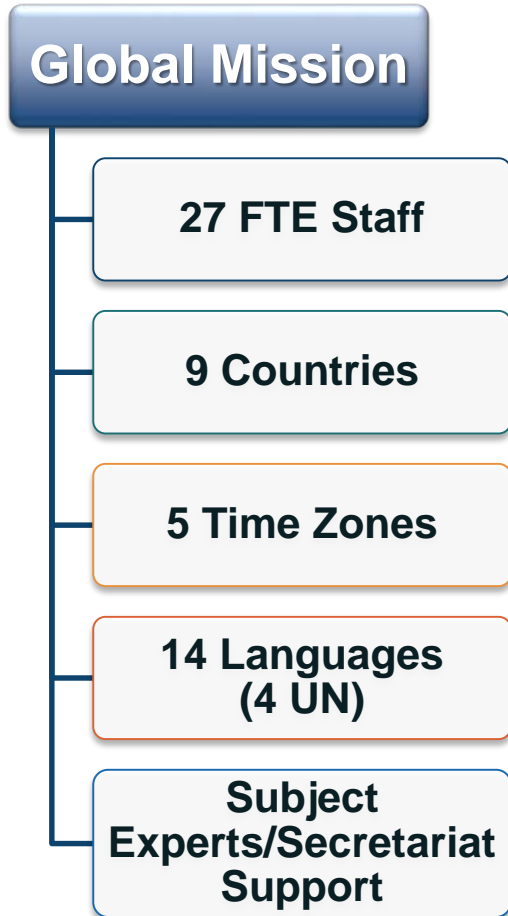 Global Mission
27 FTE Staff
9 Countries
5 Time Zones
14 Languages
(4 UN)
Subject
Experts/Secretariat
Support